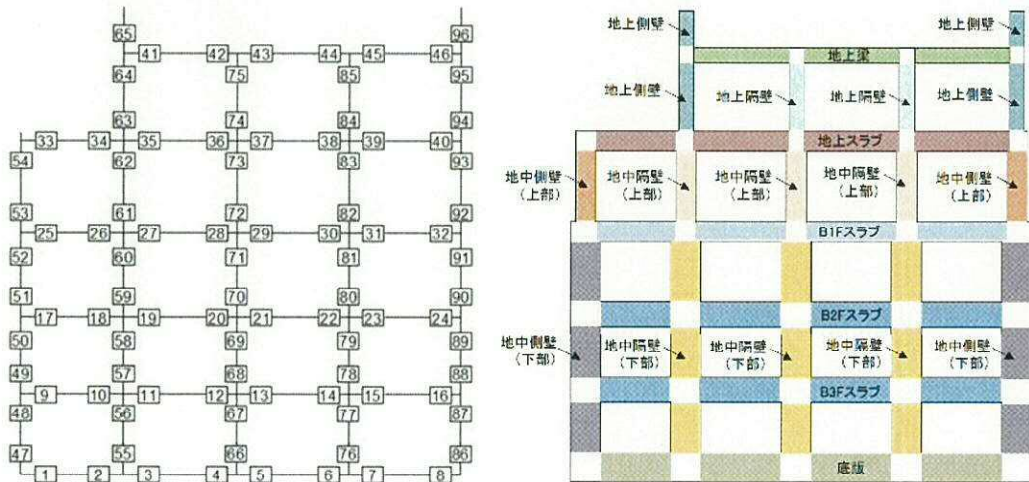 65 96
41 42 43 44 45 46
64 75 85 95
63 74 84 94
33 34 35 36 37 38 39 40
54 62 73 83 93
53 61 72 82 92
25 26 27 28 29 30 31 32
52 60 71 81 91
51 59 70 80 90
17 18 19 20 21 22 23 24
50 58 69 79 89
49 57 68 78 88
9 10 11 12 13 14 15 16
48 56 67 77 87
47 55 66 76 86
1 2 3 4 5 6 7 8
地上側壁 地上側壁
地上梁
地上側壁 地上隔壁 地上隔壁 地上側壁
地上スラブ
地中側壁
(上部)
地中隔壁
(上部)
地中隔壁
(上部)
地中隔壁
(上部)
地中側壁
(上部)
B1Fスラブ
B2Fスラブ
地中側壁
(下部)
地中隔壁
(下部)
地中隔壁
(下部)
地中隔壁
(下部)
地中側壁
(下部)
B3Fスラブ
底版